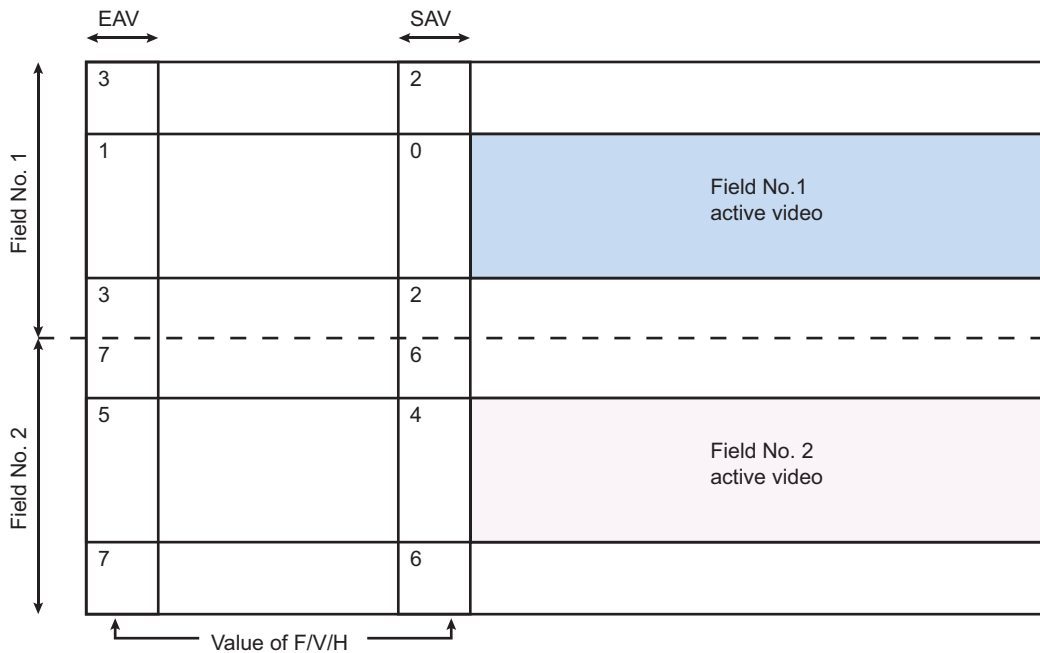 EAV SAV
3 2
1 0
Field No. 1
Field No.1
active video
3 2
7 6
5 4
Field No. 2
Field No. 2
active video
7 6
Value of F/V/H